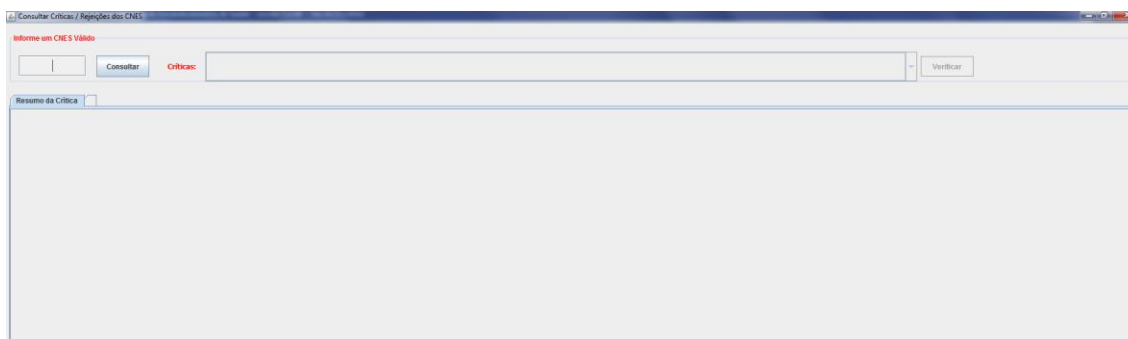 Consultar Críticas / Rejeições dos CNES
Informe um CNES Válido
Consultar Críticas: Verificar
Resumo da Crítica